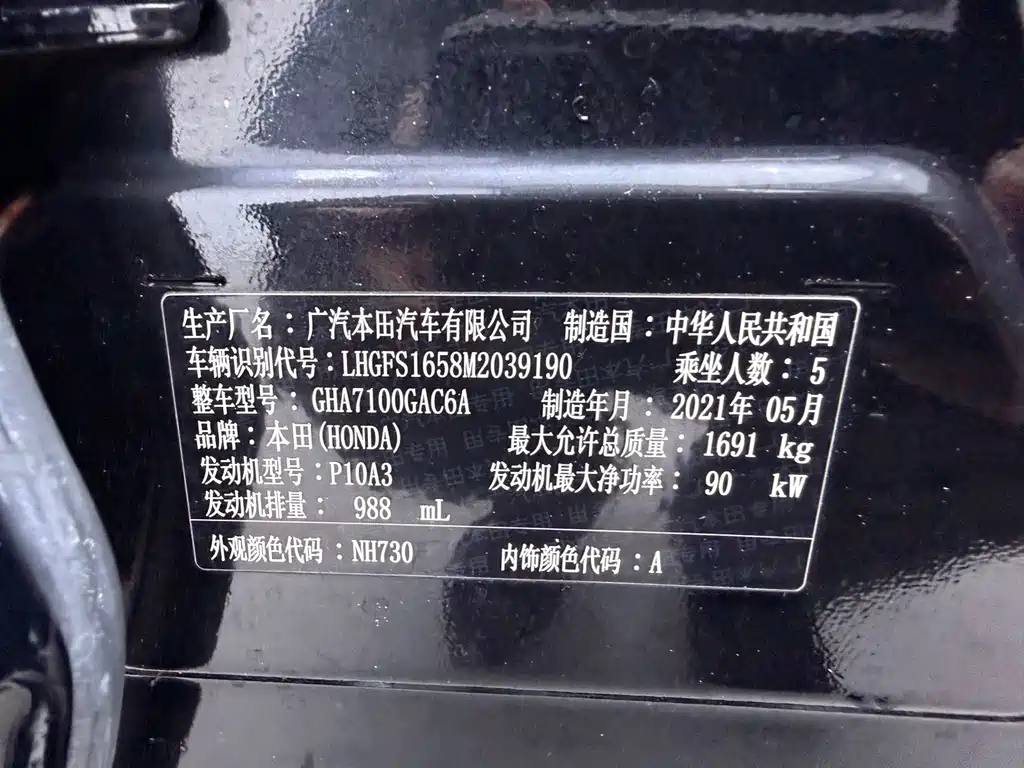 生产厂名：广汽本田汽车有限公司 制造国：中华人民共和国
车辆识别代号：LHGFS1658M2039190 乘坐人数：5
整车型号：GHA7100GAC6A 制造年月：2021年 05月
品牌：本田(HONDA) 最大允许总质量：1691 kg
发动机型号：P10A3 发动机最大净功率：90 kW
发动机排量：988 mL
外观颜色代码：NH730 内饰颜色代码：A